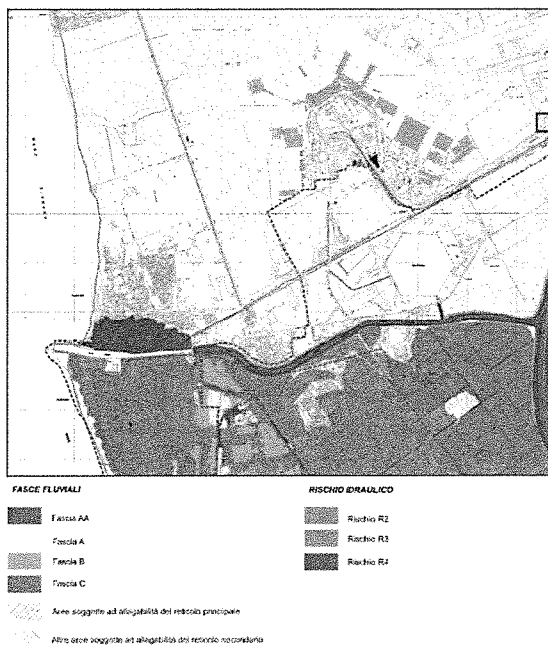 FASCE FLUVIALI
Fascia AA
Fascia A
Fascia B
Fascia C
Aree soggette ad allagabilità del reticolo principale
Altre aree soggette ad allagabilità del reticolo secondario
RISCHIO IDRAULICO
Rischio R2
Rischio R3
Rischio R4